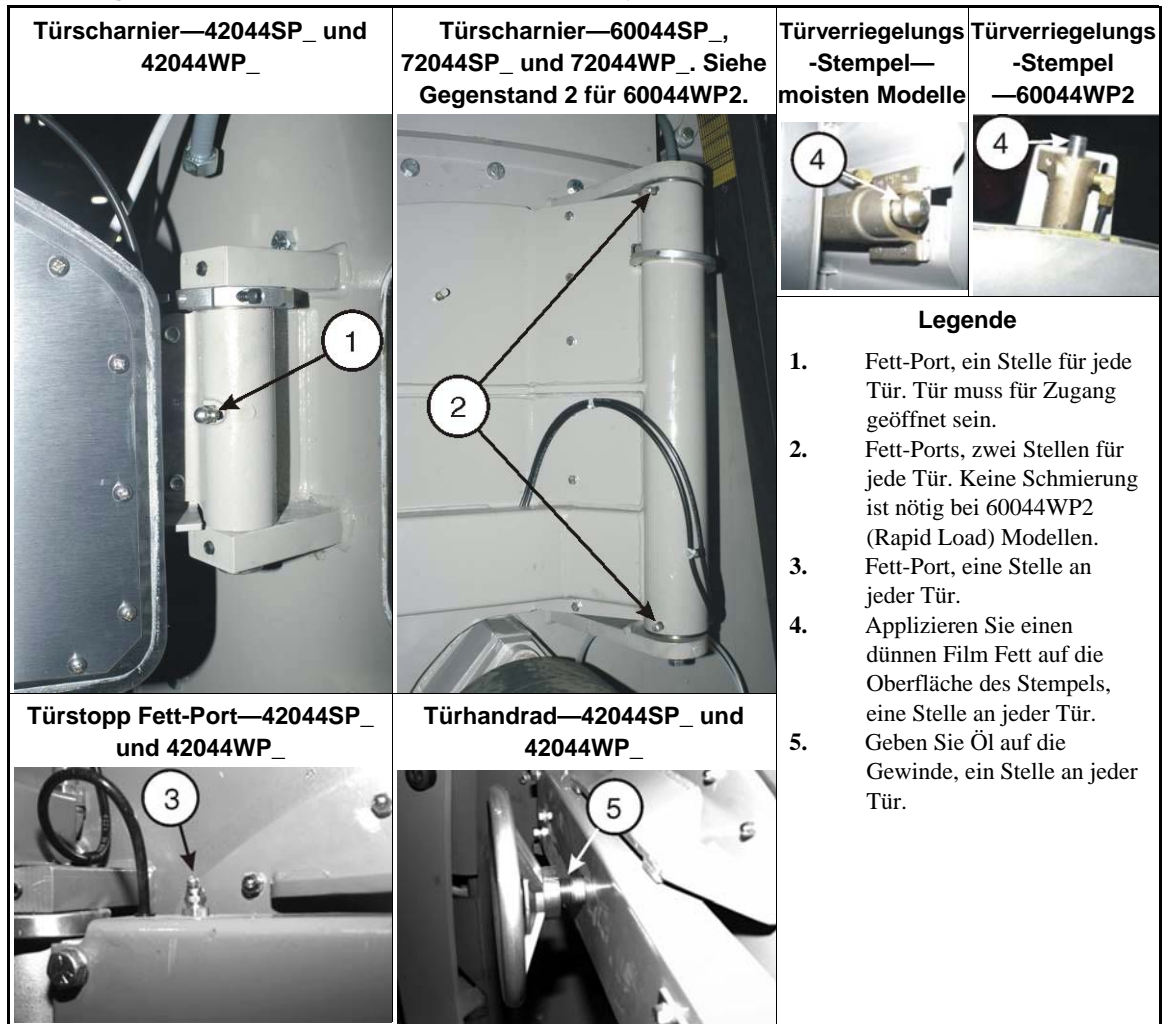 Türscharnier—42044SP_ und
42044WP_
Türscharnier—60044SP_,
72044SP_ und 72044WP_. Siehe
Gegenstand 2 für 60044WP2.
Türverriegelungs
-Stempel—
moisten Modelle
Türverriegelungs
-Stempel
—60044WP2
1
2
4
4
Legende
1. Fett-Port, ein Stelle für jede
Tür. Tür muss für Zugang
geöffnet sein.
2. Fett-Ports, zwei Stellen für
jede Tür. Keine Schmierung
ist nötig bei 60044WP2
(Rapid Load) Modellen.
3. Fett-Port, eine Stelle an
jeder Tür.
4. Applizieren Sie einen
dünnen Film Fett auf die
Oberfläche des Stempels,
eine Stelle an jeder Tür.
5. Geben Sie Öl auf die
Gewinde, ein Stelle an jeder
Tür.
Türstopp Fett-Port—42044SP_
und 42044WP_
Türhandrad—42044SP_ und
42044WP_
3
5